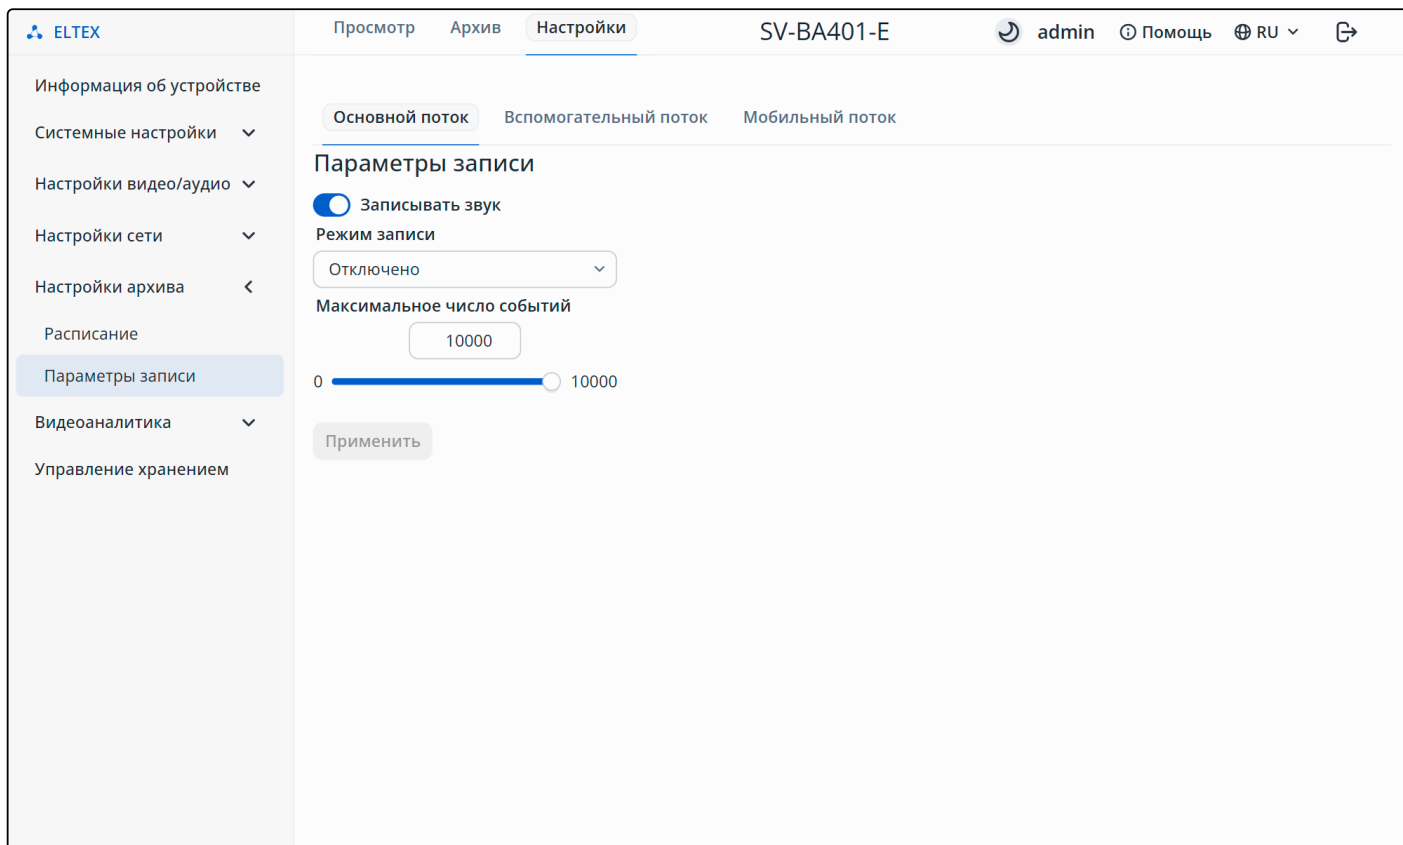 ELTEX
Просмотр Архив Настройки SV-BA401-E admin Помощь RU
Информация об устройстве
Системные настройки
Настройки видео/аудио
Настройки сети
Настройки архива
Расписание
Параметры записи
Видеоаналитика
Управление хранением
Основной поток Вспомогательный поток Мобильный поток
Параметры записи
Записывать звук
Режим записи
Отключено
Максимальное число событий
10000
0 10000
Применить